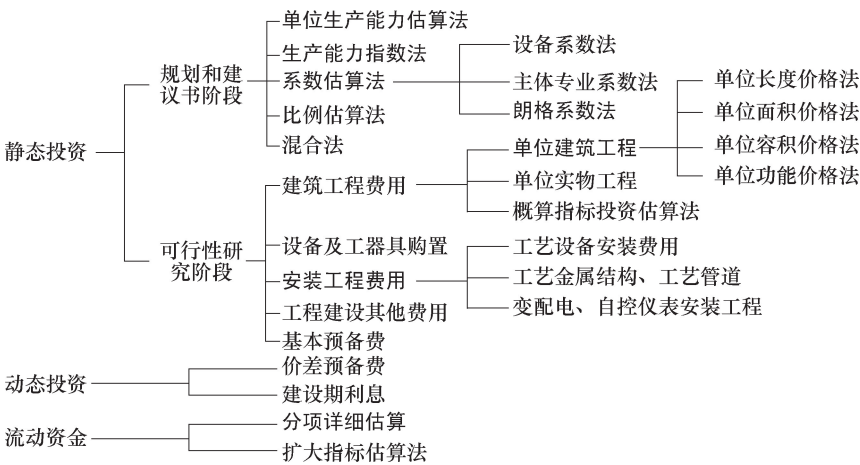 静态投资
规划和建
议书阶段
单位生产能力估算法
生产能力指数法
系数估算法
设备系数法
主体专业系数法
朗格系数法
比例估算法
混合法
可行性研
究阶段
建筑工程费用
单位建筑工程
单位长度价格法
单位面积价格法
单位容积价格法
单位功能价格法
单位实物工程
概算指标投资估算法
设备及工器具购置
安装工程费用
工艺设备安装费用
工艺金属结构、工艺管道
变配电、自控仪表安装工程
工程建设其他费用
基本预备费
动态投资
价差预备费
建设期利息
流动资金
分项详细估算
扩大指标估算法